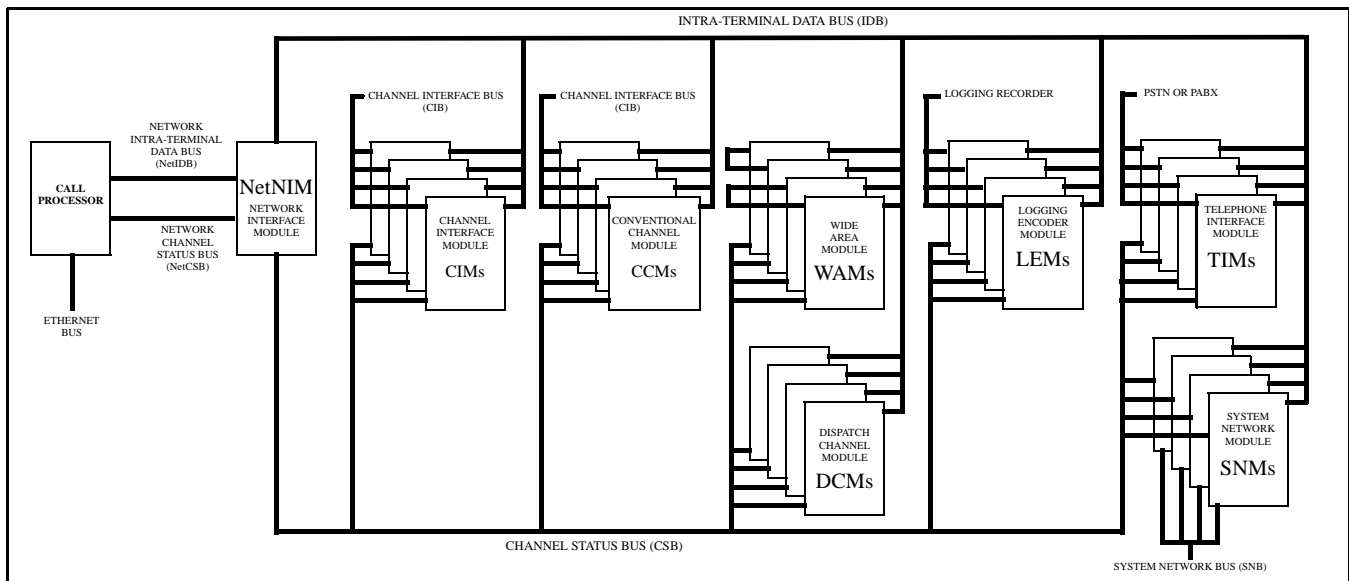 INTRA-TERMINAL DATA BUS (IDB)
CHANNEL INTERFACE BUS
(CIB)
CHANNEL INTERFACE BUS
(CIB)
LOGGING RECORDER
PSTN OR PABX
NETWORK
INTRA-TERMINAL
DATA BUS
(NetIDB)
CALL
PROCESSOR
NETWORK
CHANNEL
STATUS BUS
(NetCSB)
ETHERNET
BUS
NetNIM
NETWORK
INTERFACE
MODULE
CHANNEL
INTERFACE
MODULE
CIMs
CONVENTIONAL
CHANNEL
MODULE
CCMs
WIDE
AREA
MODULE
WAMs
LOGGING
ENCODER
MODULE
LEMs
TELEPHONE
INTERFACE
MODULE
TIMs
DISPATCH
CHANNEL
MODULE
DCMs
SYSTEM
NETWORK
MODULE
SNMs
CHANNEL STATUS BUS (CSB)
SYSTEM NETWORK BUS (SNB)